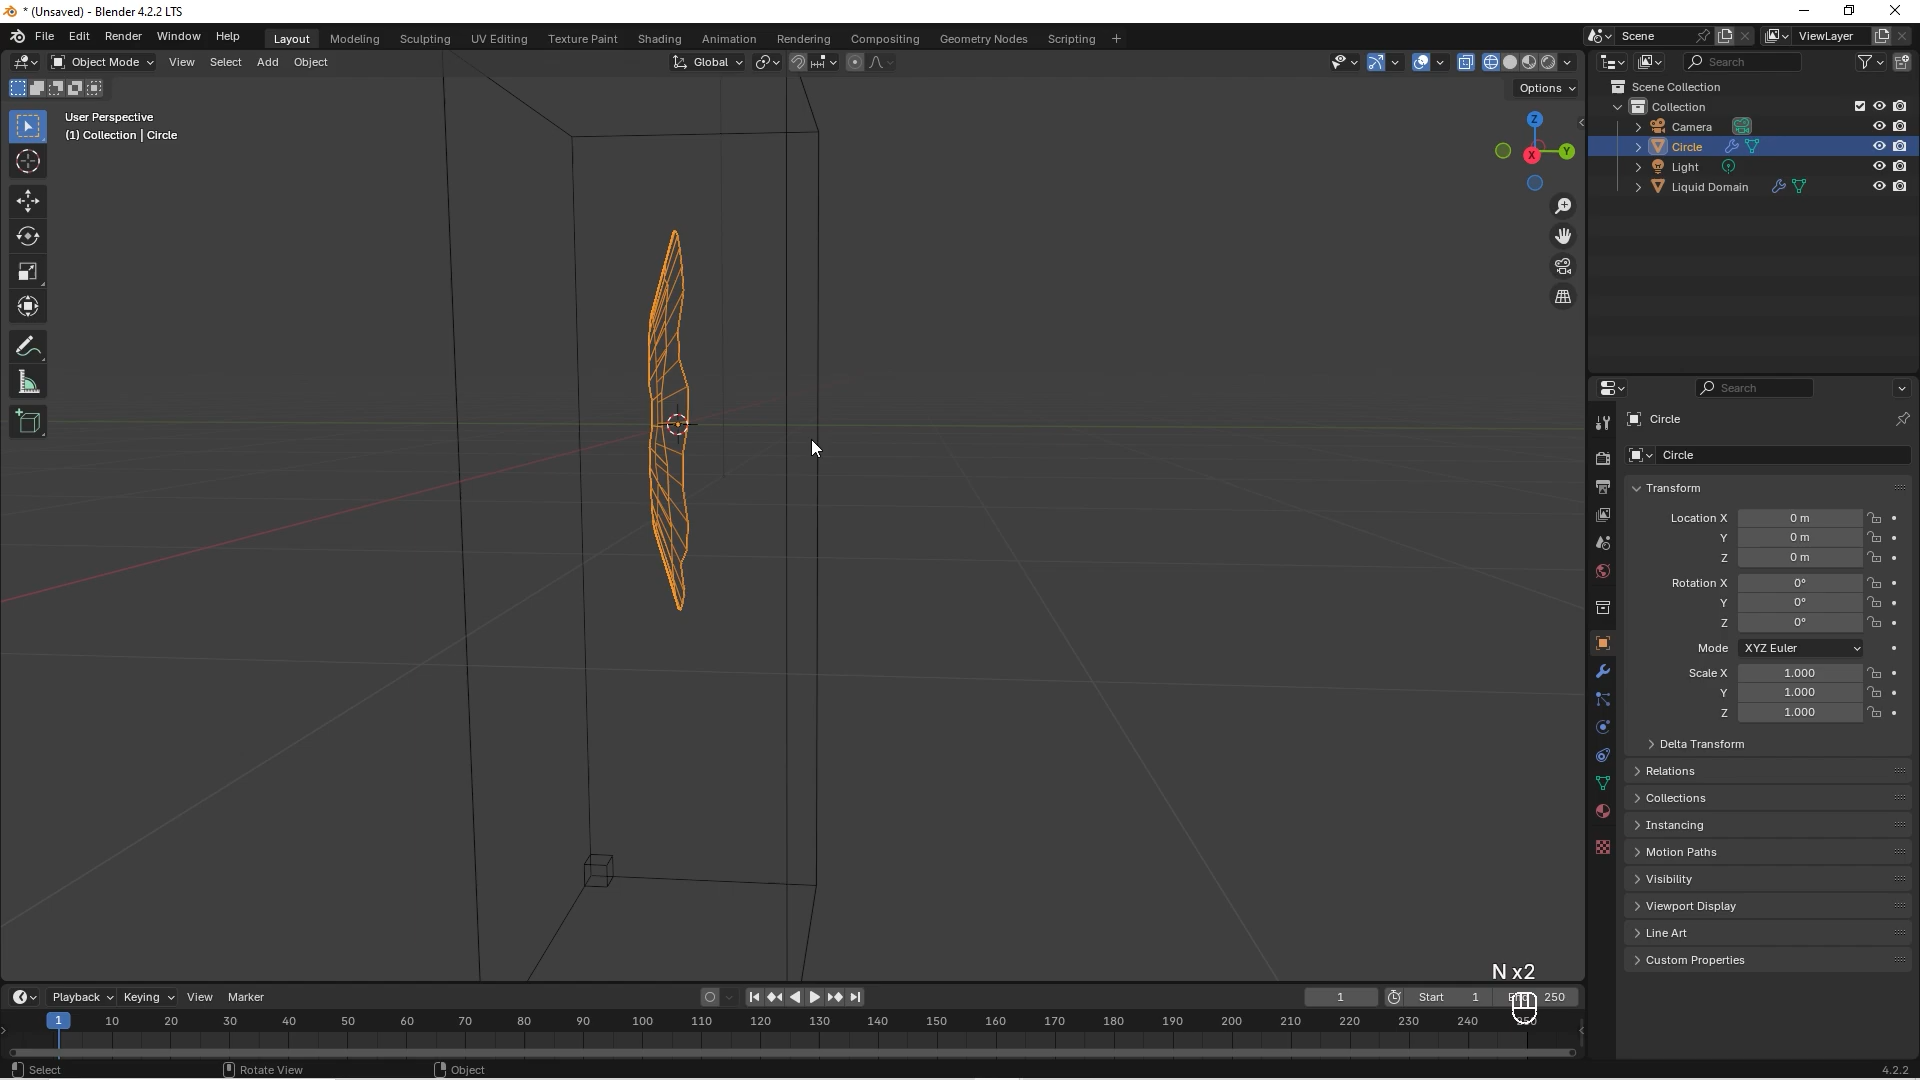 * (Unsaved) - Blender 4.2.2 LTS
File Edit Render Window Help Layout Modeling Sculpting UV Editing Texture Paint Shading Animation Rendering Compositing Geometry Nodes Scripting + Scene ViewLayer
Object Mode View Select Add Object Global Search
Options
User Perspective
(1) Collection | Circle
Z
Y
X
Scene Collection
Collection
Camera
Circle
Light
Liquid Domain
Search
Circle
Circle
Transform
Location X 0 m
Y 0 m
Z 0 m
Rotation X 0°
Y 0°
Z 0°
Mode XYZ Euler
Scale X 1.000
Y 1.000
Z 1.000
Delta Transform
Relations
Collections
Instancing
Motion Paths
Visibility
Viewport Display
Line Art
Custom Properties
N x2
Playback Keying View Marker 1 Start 1 250
1 10 20 30 40 50 60 70 80 90 100 110 120 130 140 150 160 170 180 190 200 210 220 230 240 250
Select Rotate View Object 4.2.2